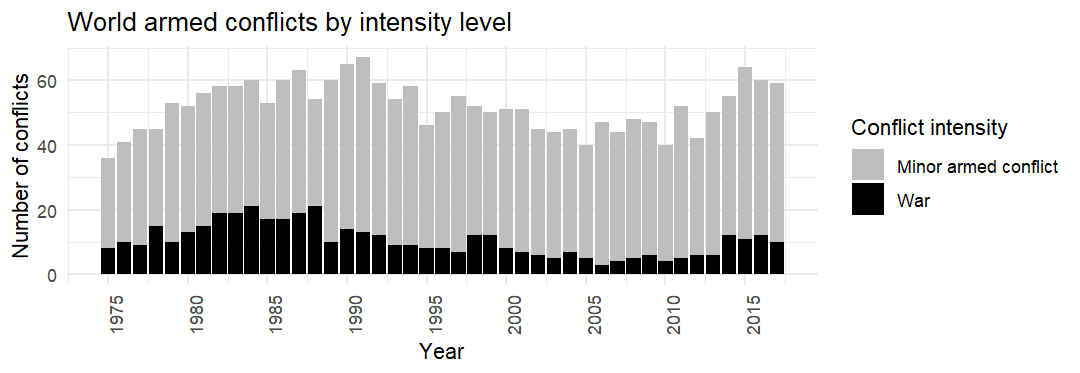 World armed conflicts by intensity level
Number of conflicts
60
40
20
0
1975
1980
1985
1990
1995
2000
2005
2010
2015
Year
Conflict intensity
Minor armed conflict
War